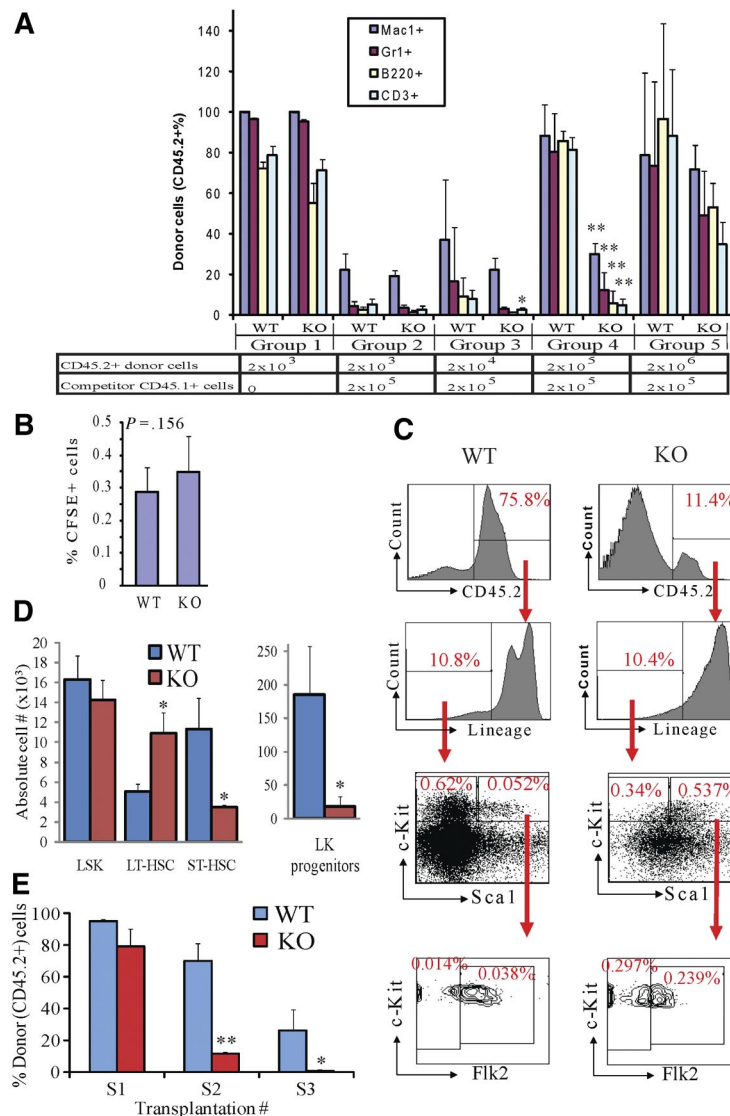 A
140
120
100
80
60
40
20
0
Donor cells (CD45.2+%)
Mac1+
Gr1+
B220+
CD3+
*
**
**
**
**
WT KO WT KO WT KO WT KO WT KO
Group 1 Group 2 Group 3 Group 4 Group 5
CD45.2+ donor cells 2x10³ 2x10³ 2x10⁴ 2x10⁵ 2x10⁶
Competitor CD45.1+ cells 0 2x10⁵ 2x10⁵ 2x10⁵ 2x10⁵
B
P = .156
% CFSE+ cells
0.5
0.4
0.3
0.2
0.1
0
WT KO
C
WT KO
75.8% 11.4%
Count Count
CD45.2 CD45.2
10.8% 10.4%
Count Count
Lineage Lineage
0.62% 0.052% 0.34% 0.537%
c-Kit c-Kit
Sca1 Sca1
0.014% 0.038% 0.297% 0.239%
c-Kit c-Kit
Flk2 Flk2
D
Absolute cell # (x10³)
20
18
16
14
12
10
8
6
4
2
0
WT
KO
*
*
LSK LT-HSC ST-HSC
250
200
150
100
50
0
*
LK
progenitors
E
% Donor (CD45.2+) cells
100
80
60
40
20
0
WT
KO
**
*
S1 S2 S3
Transplantation #